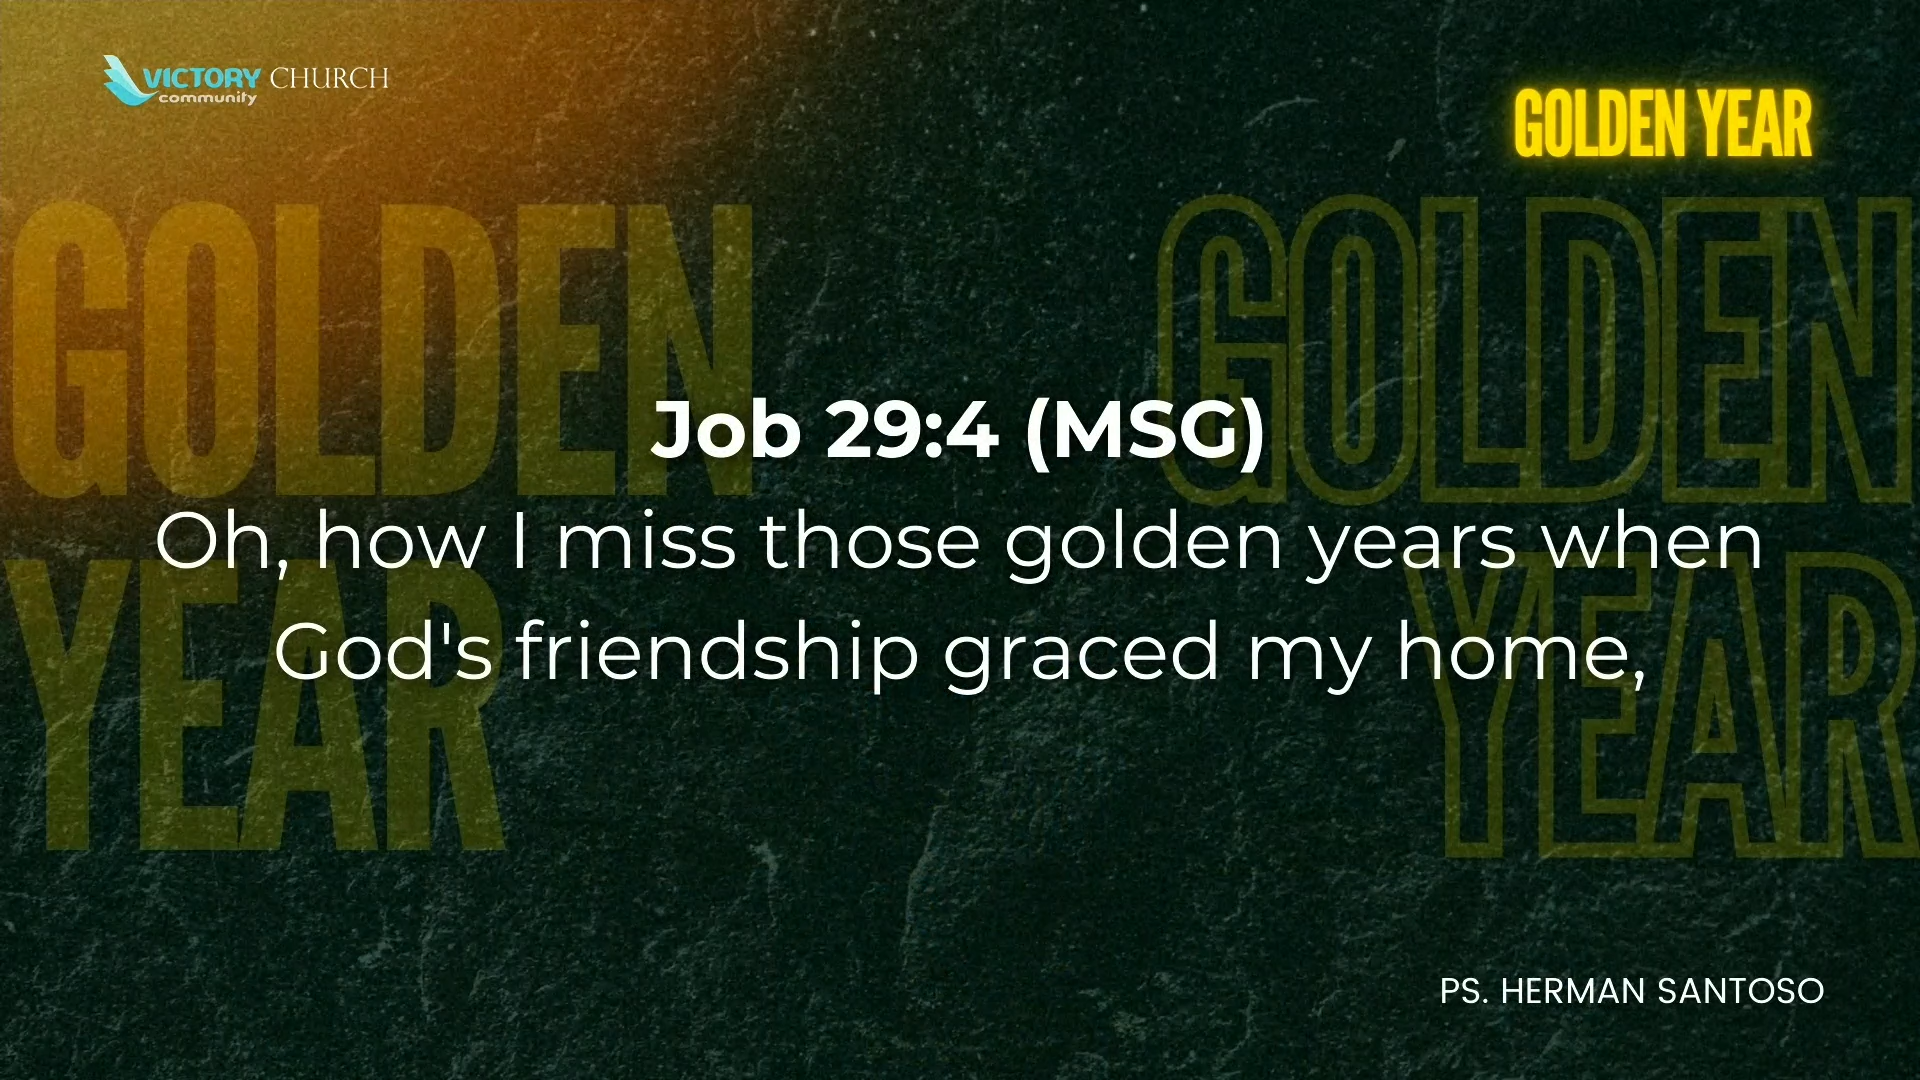 VICTORY CHURCH
community
GOLDEN YEAR
GOLDEN
YEAR
GOLDEN
YEAR
Job 29:4 (MSG)
Oh, how I miss those golden years when
God's friendship graced my home,
PS. HERMAN SANTOSO